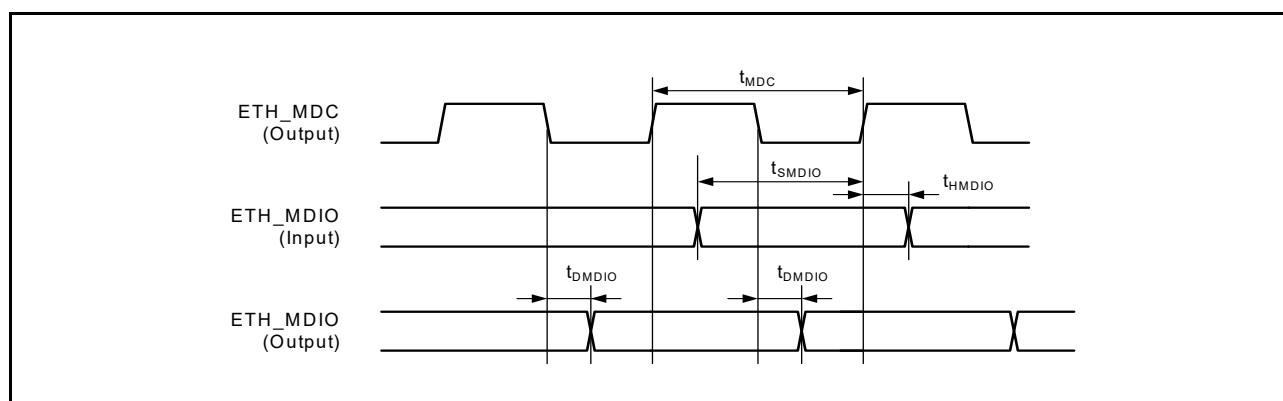 tMDC
ETH_MDC
(Output)
tSMDIO
tHMDIO
ETH_MDIO
(Input)
tDMDIO
tDMDIO
ETH_MDIO
(Output)